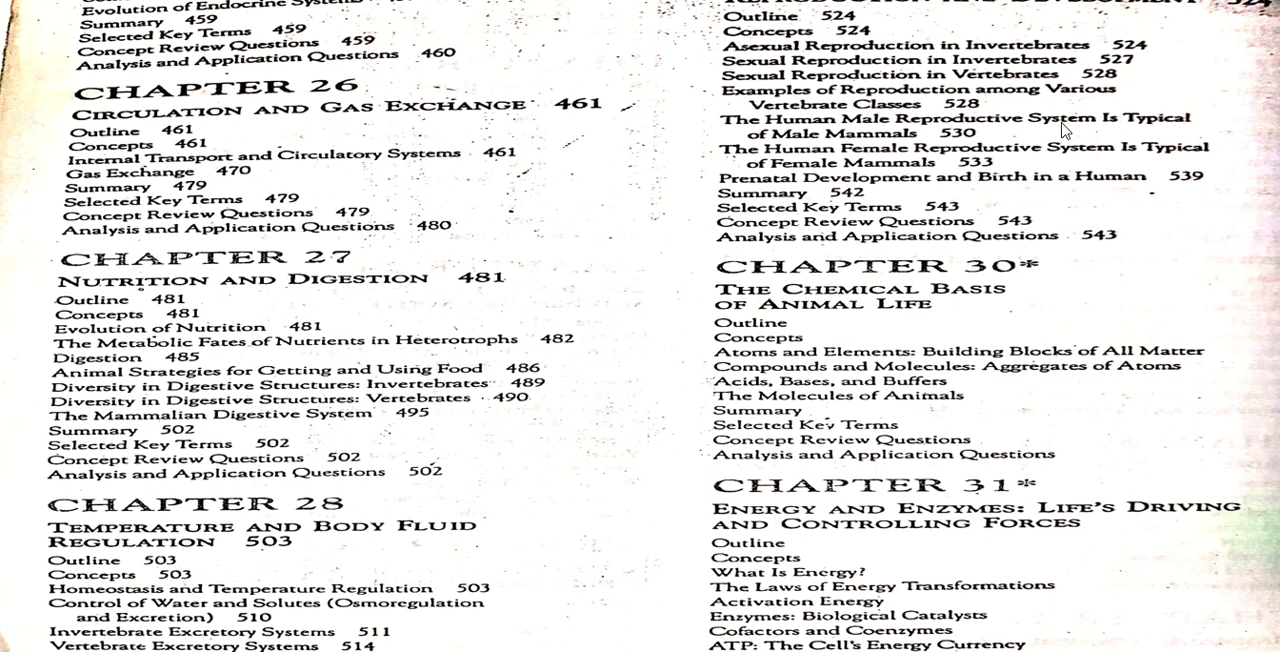 Evolution of Endocrine Systems
Summary 459
Selected Key Terms 459
Concept Review Questions 459
Analysis and Application Questions 460
CHAPTER 26
CIRCULATION AND GAS EXCHANGE 461
Outline 461
Concepts 461
Internal Transport and Circulatory Systems 461
Gas Exchange 470
Summary 479
Selected Key Terms 479
Concept Review Questions 479
Analysis and Application Questions 480
CHAPTER 27
NUTRITION AND DIGESTION 481
Outline 481
Concepts 481
Evolution of Nutrition 481
The Metabolic Fates of Nutrients in Heterotrophs 482
Digestion 485
Animal Strategies for Getting and Using Food 486
Diversity in Digestive Structures: Invertebrates 489
Diversity in Digestive Structures: Vertebrates 490
The Mammalian Digestive System 495
Summary 502
Selected Key Terms 502
Concept Review Questions 502
Analysis and Application Questions 502
CHAPTER 28
TEMPERATURE AND BODY FLUID
REGULATION 503
Outline 503
Concepts 503
Homeostasis and Temperature Regulation 503
Control of Water and Solutes (Osmoregulation
and Excretion) 510
Invertebrate Excretory Systems 511
Vertebrate Excretory Systems 514
REPRODUCTION AND DEVELOPMENT 524
Outline 524
Concepts 524
Asexual Reproduction in Invertebrates 524
Sexual Reproduction in Invertebrates 527
Sexual Reproduction in Vertebrates 528
Examples of Reproduction among Various
Vertebrate Classes 528
The Human Male Reproductive System Is Typical
of Male Mammals 530
The Human Female Reproductive System Is Typical
of Female Mammals 533
Prenatal Development and Birth in a Human 539
Summary 542
Selected Key Terms 543
Concept Review Questions 543
Analysis and Application Questions 543
CHAPTER 30*
THE CHEMICAL BASIS
OF ANIMAL LIFE
Outline
Concepts
Atoms and Elements: Building Blocks of All Matter
Compounds and Molecules: Aggregates of Atoms
Acids, Bases, and Buffers
The Molecules of Animals
Summary
Selected Key Terms
Concept Review Questions
Analysis and Application Questions
CHAPTER 31*
ENERGY AND ENZYMES: LIFE'S DRIVING
AND CONTROLLING FORCES
Outline
Concepts
What Is Energy?
The Laws of Energy Transformations
Activation Energy
Enzymes: Biological Catalysts
Cofactors and Coenzymes
ATP: The Cell's Energy Currency